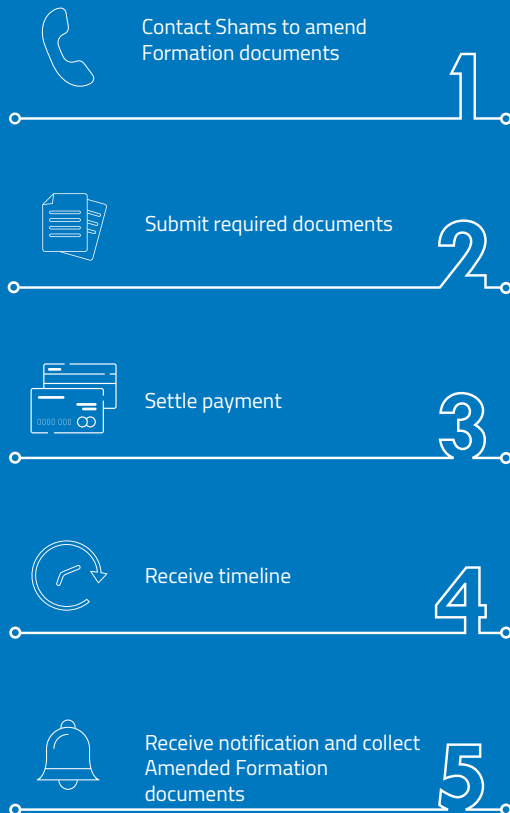 Contact Shams to amend
Formation documents
1
Submit required documents
2
0000 000
Settle payment
3
Receive timeline
4
Receive notification and collect
Amended Formation
documents
5